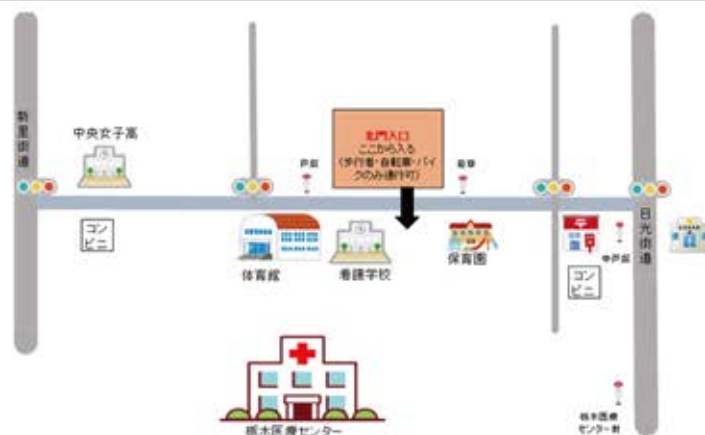 新里街道
中央女子高
コン
ビニ
戸祭
北門入口
ここから入る
(歩行者・自転車・バイ
クのみ通行可)
体育館
看護学校
保育園
〒
コン
ビニ
中戸祭
日光街道
栃木医療
センター前
栃木医療センター